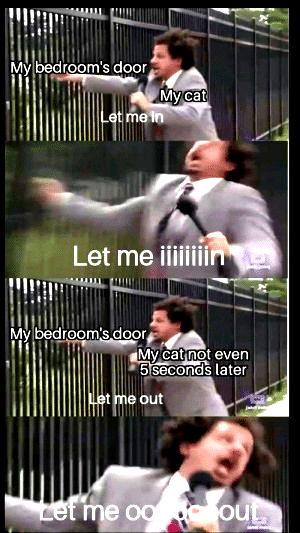 My bedroom's door
My cat
Let me in
Let me iiiiiiiin
My bedroom's door
My cat not even
5 seconds later
Let me out